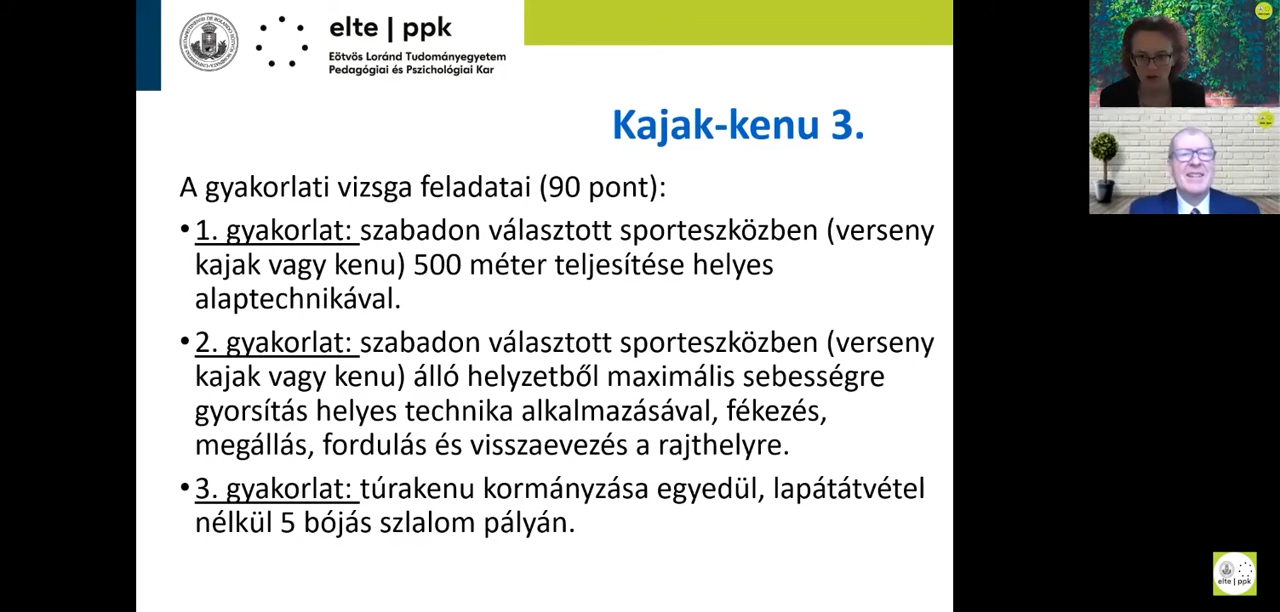 elte | ppk
Eötvös Loránd Tudományegyetem
Pedagógiai és Pszichológiai Kar
Kajak-kenu 3.
A gyakorlati vizsga feladatai (90 pont):
•1. gyakorlat: szabadon választott sporteszközben (verseny
kajak vagy kenu) 500 méter teljesítése helyes
alaptechnikával.
•2. gyakorlat: szabadon választott sporteszközben (verseny
kajak vagy kenu) álló helyzetből maximális sebességre
gyorsítás helyes technika alkalmazásával, fékezés,
megállás, fordulás és visszaevezés a rajthelyre.
•3. gyakorlat: túrakenu kormányzása egyedül, lapátátvétel
nélkül 5 bójás szlalom pályán.
elte | ppk